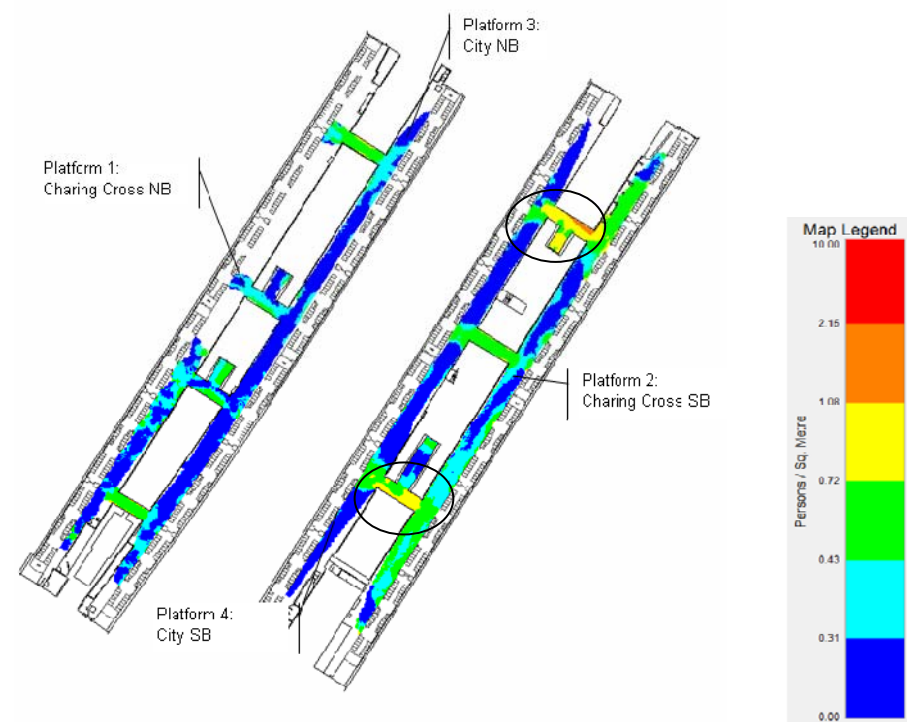 Platform 3:
City NB
Platform 1:
Charing Cross NB
Platform 2:
Charing Cross SB
Platform 4:
City SB
Map Legend
10.00
2.15
1.08
0.72
0.43
0.31
0.00
Persons / Sq. Metre